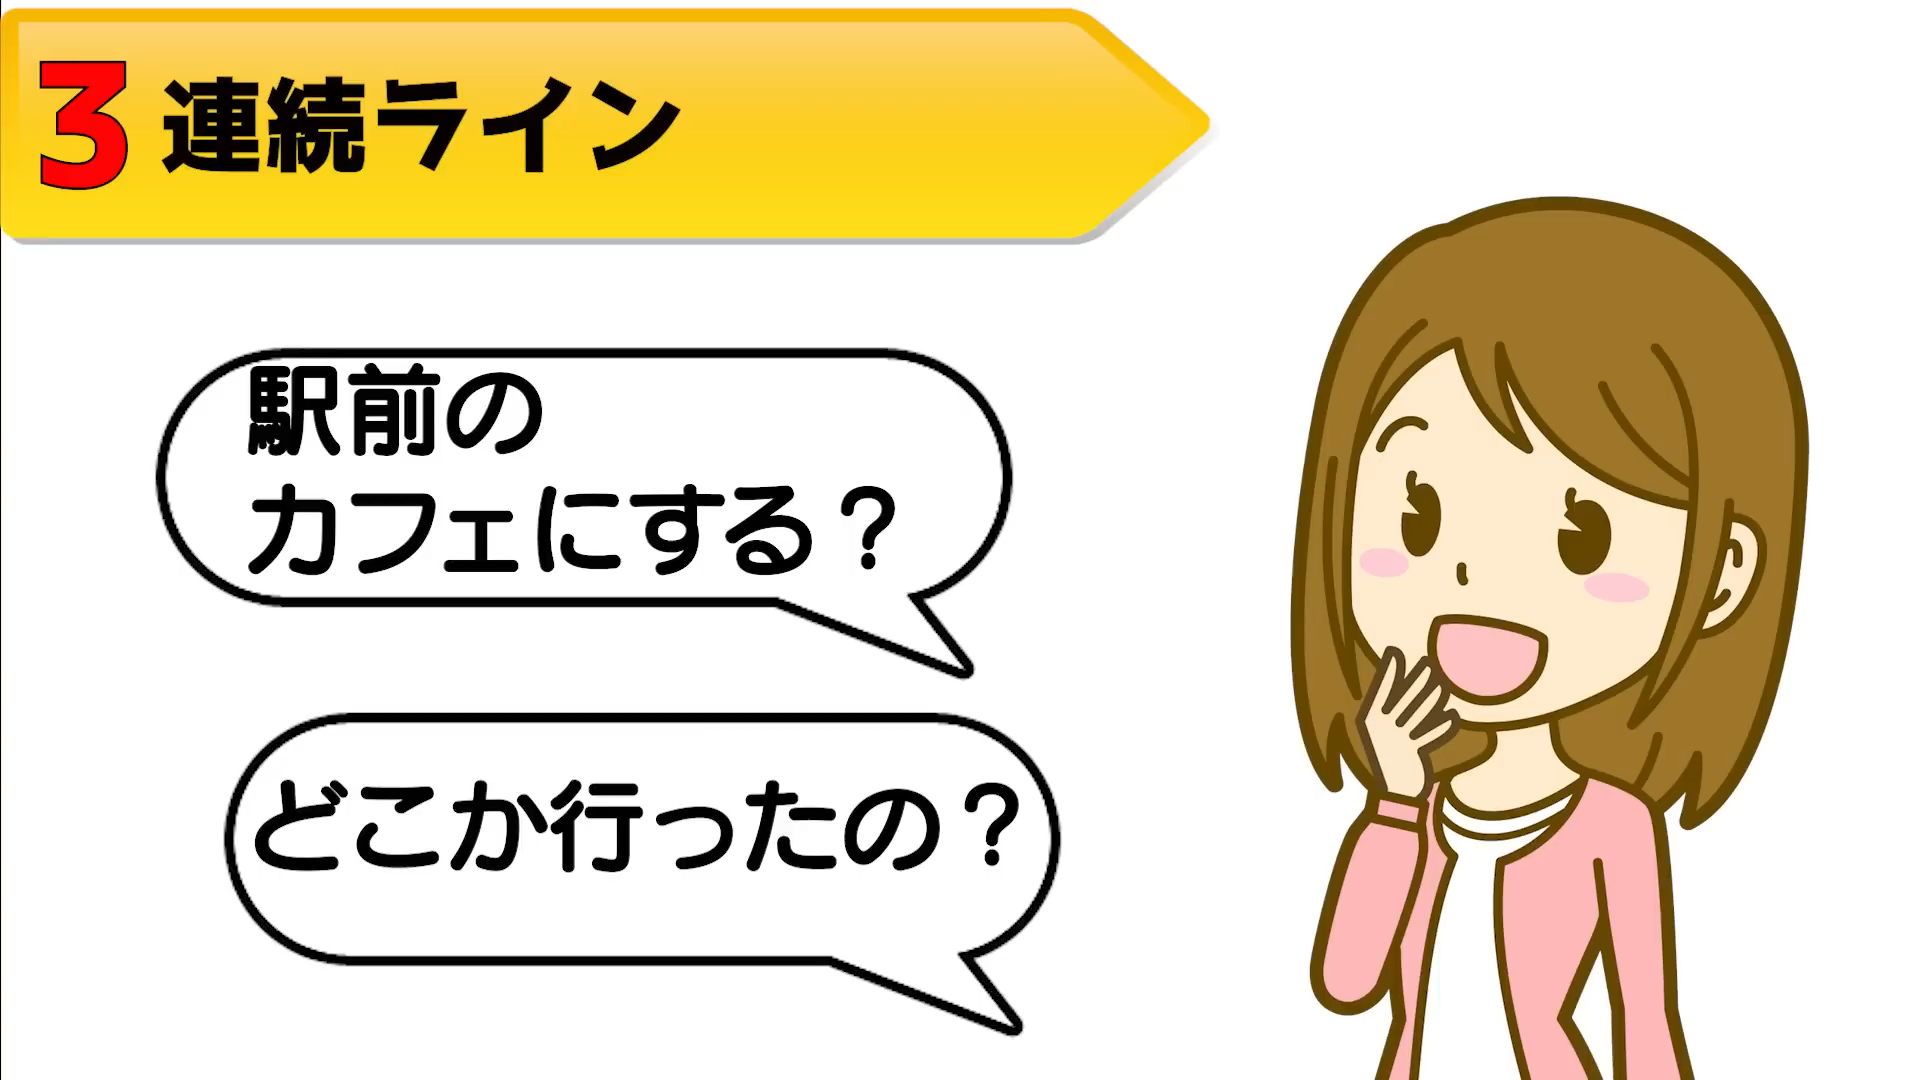 3 連続ライン
駅前の
カフェにする？
どこか行ったの？